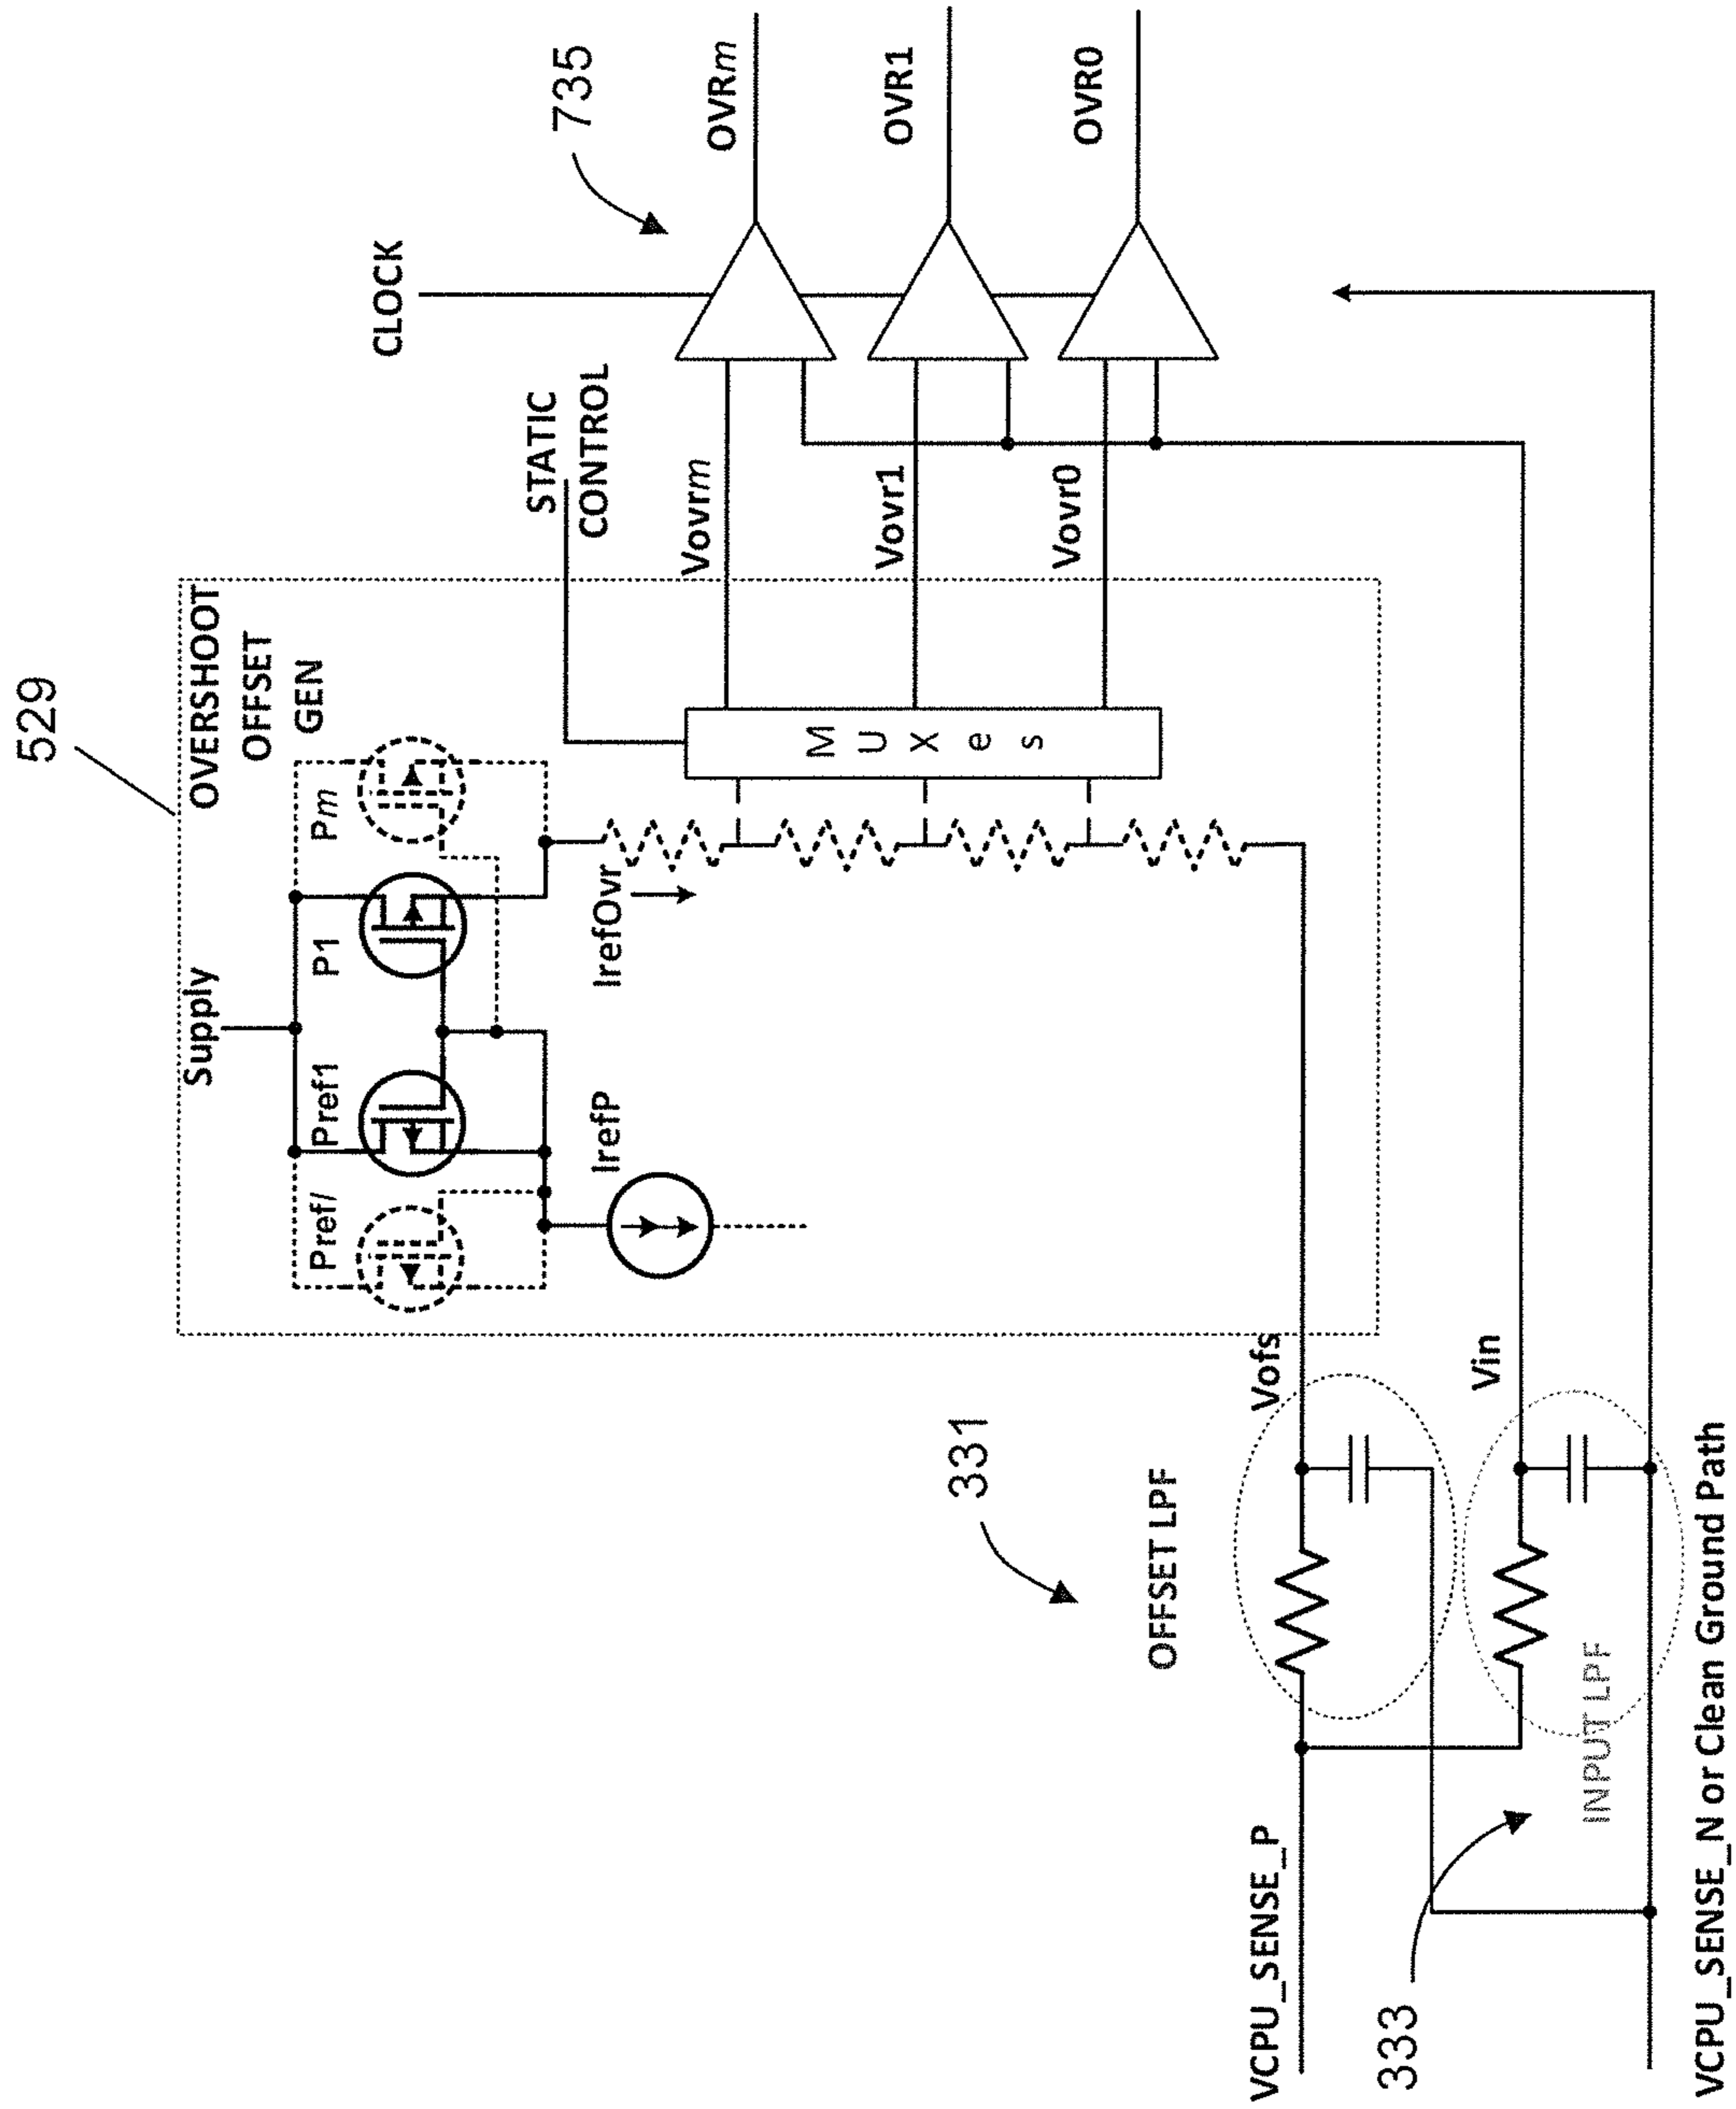 529
OVERSHOOT
OFFSET
GEN
Supply
Prefl
Pref1
P1
Pm
IrefP
IrefOvr
MUXes
STATIC
CONTROL
CLOCK
735
Vovrm
Vovr1
Vovr0
OVRm
OVR1
OVR0
331
OFFSET LPF
Vofs
Vin
VCPU_SENSE_P
333
INPUT LPF
VCPU_SENSE_N or Clean Ground Path